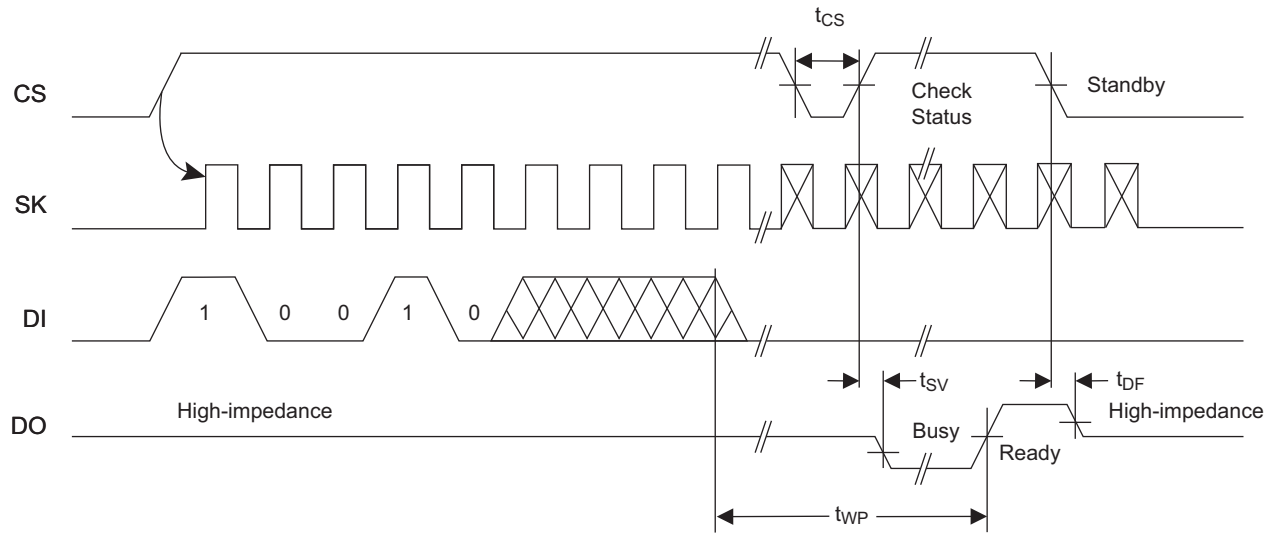 tCS
CS
Check
Status
Standby
SK
DI
1 0 0 1 0
tSV
tDF
DO
High-impedance
Busy
Ready
High-impedance
tWP